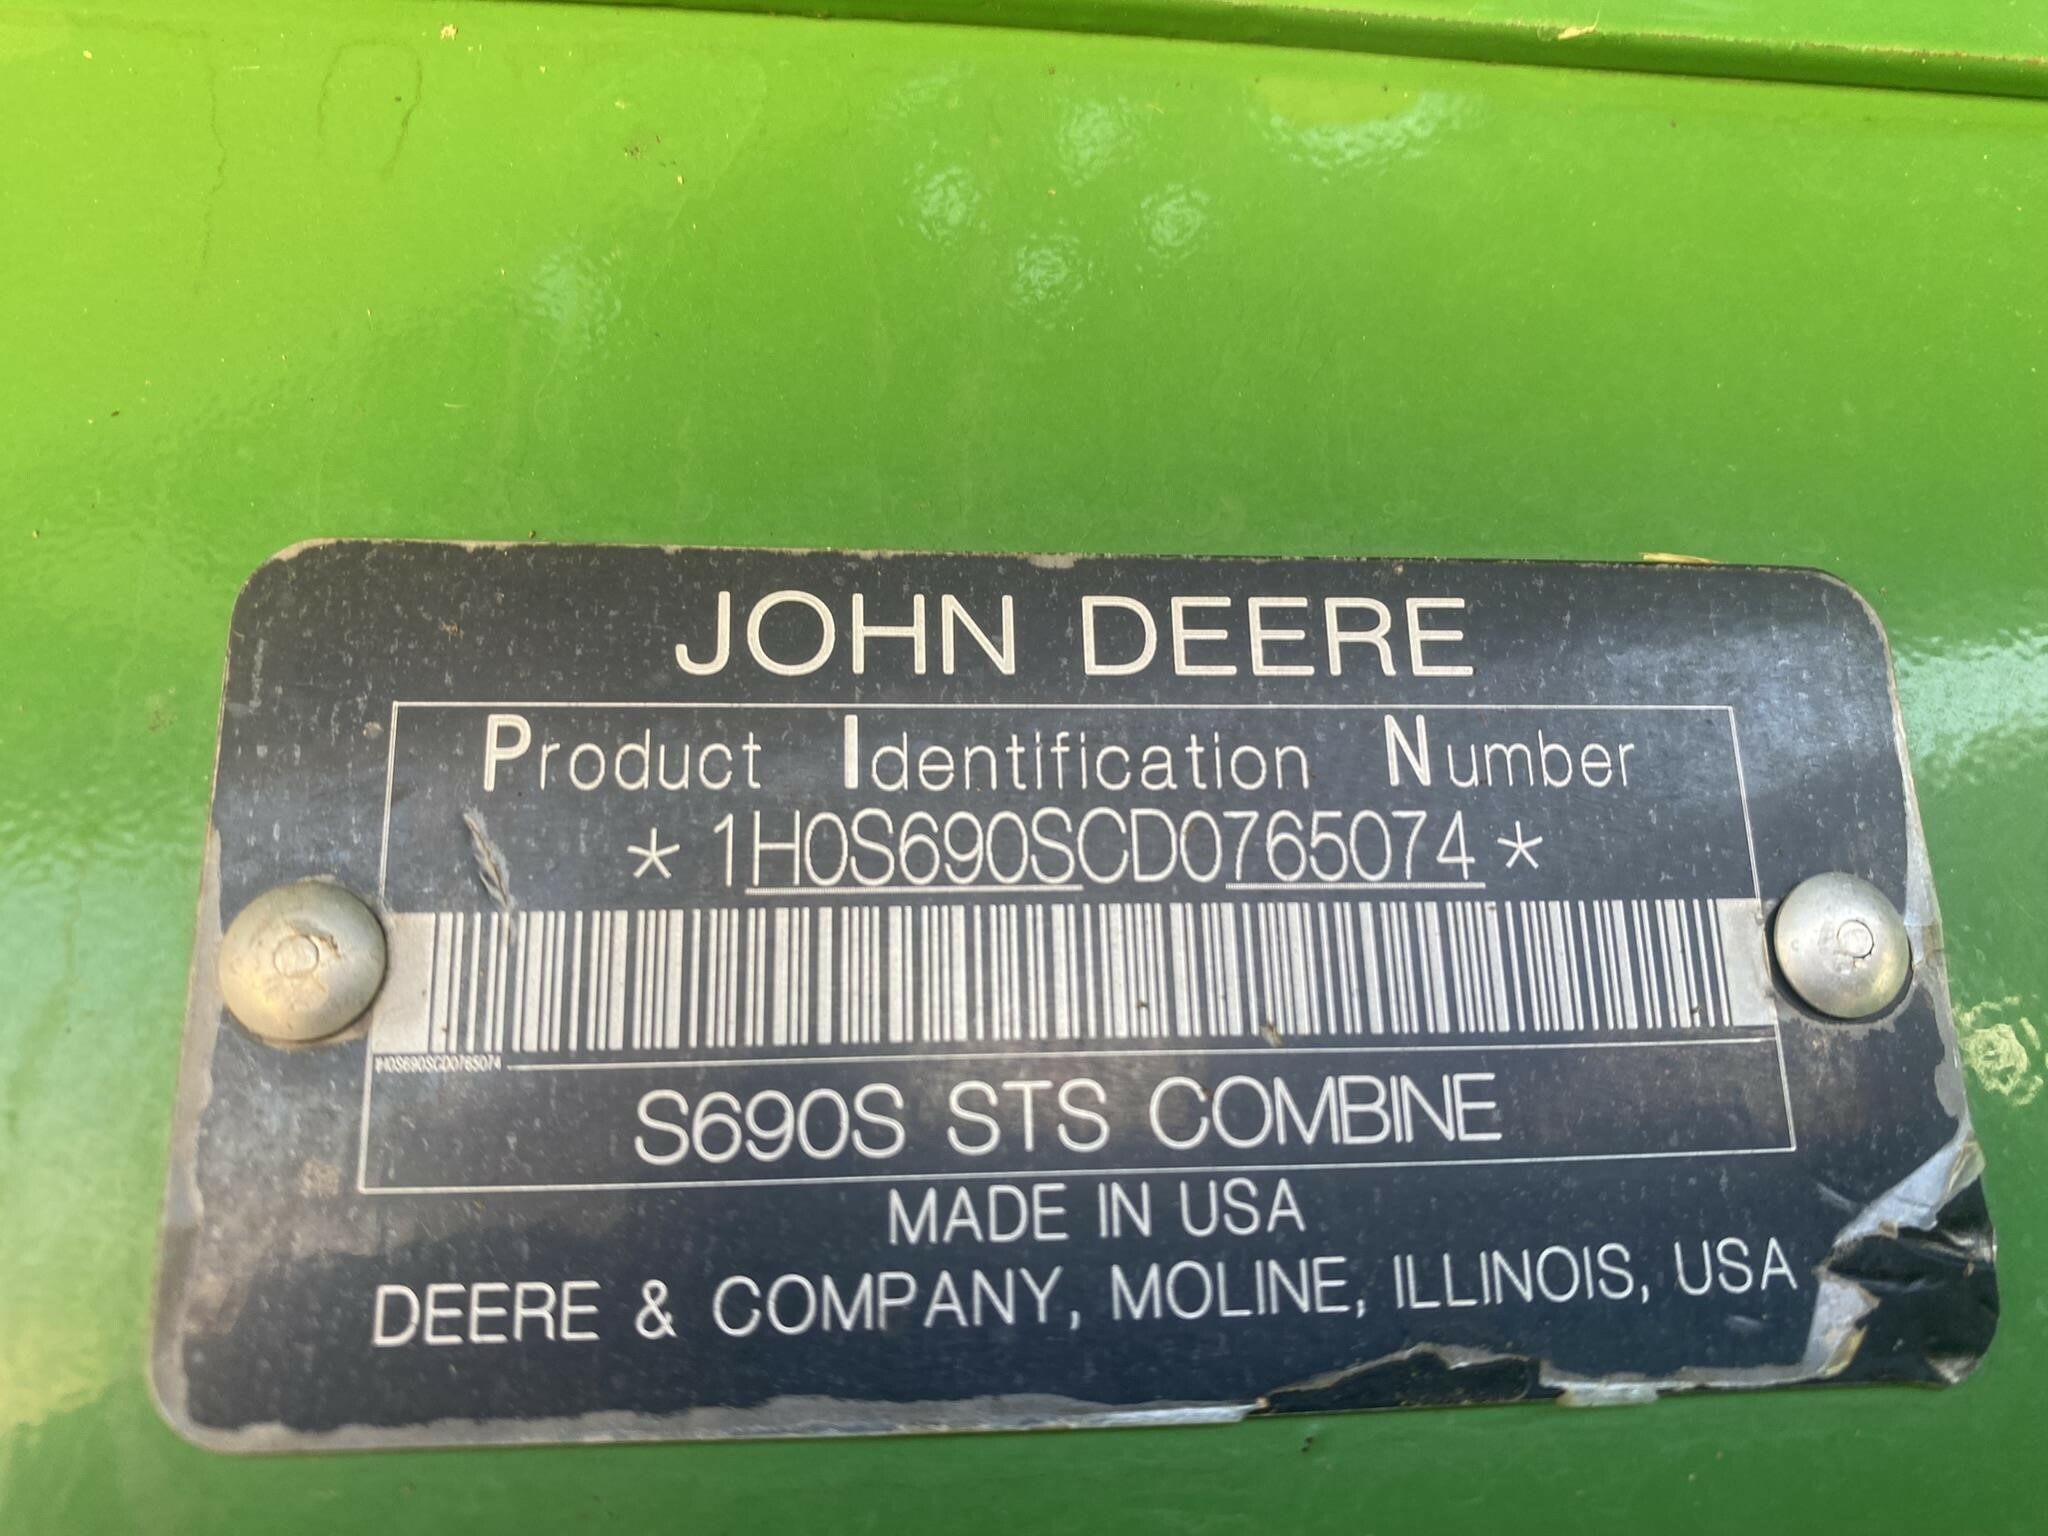 JOHN DEERE
Product Identification Number
*1H0S690SCD0765074*
1H0S690SCD0765074
S690S STS COMBINE
MADE IN USA
DEERE & COMPANY, MOLINE, ILLINOIS, USA